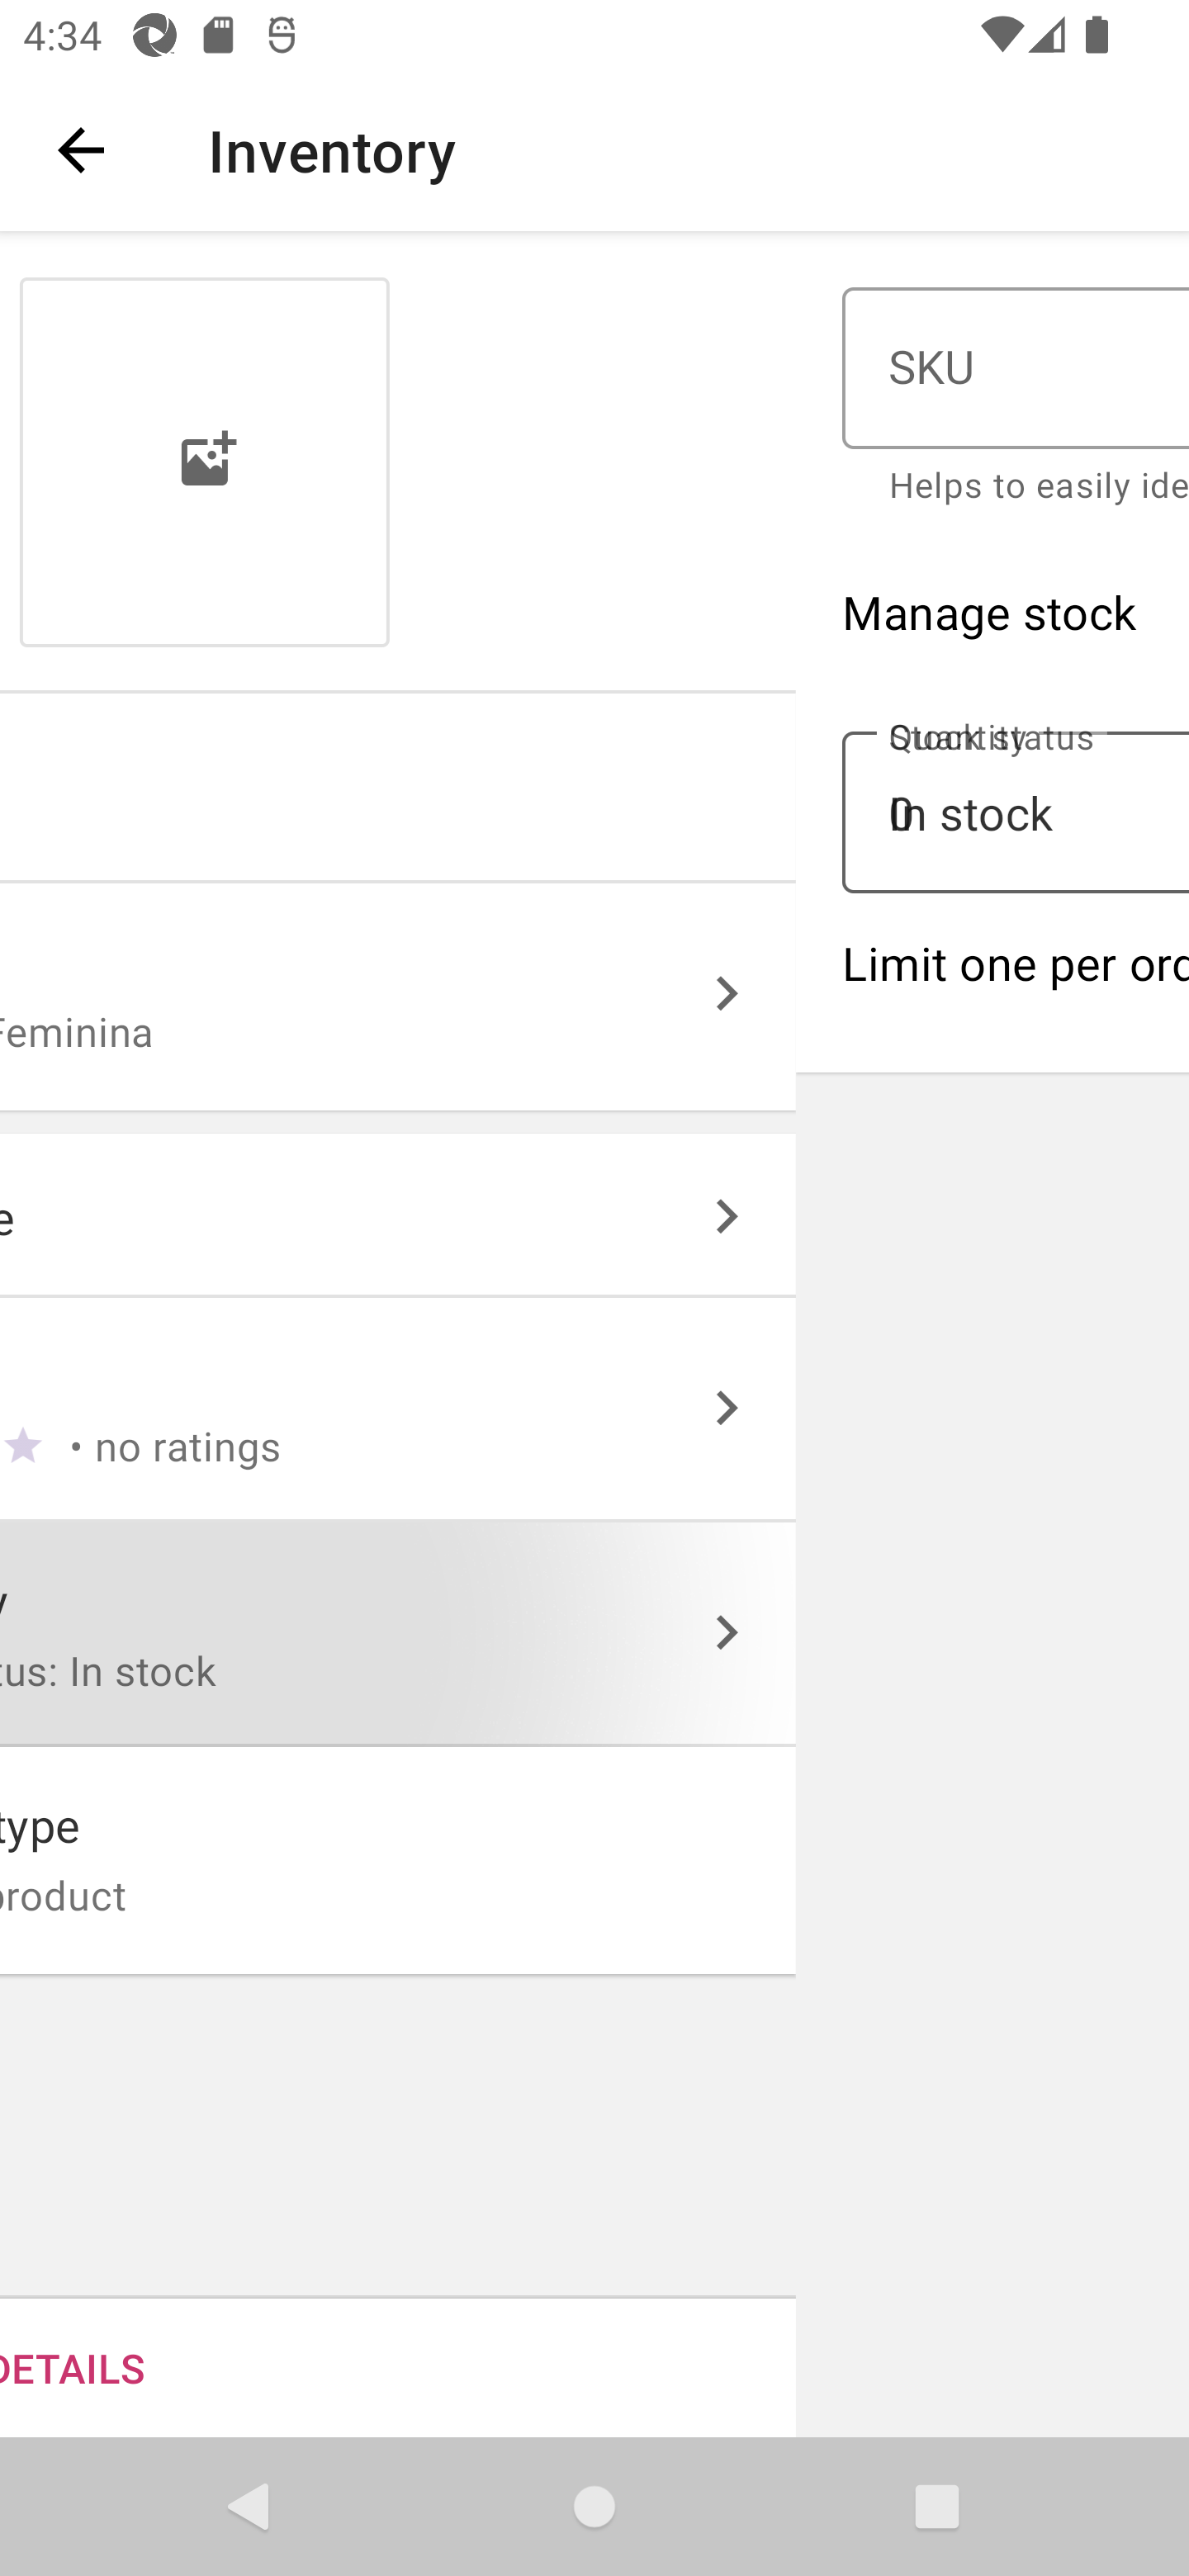 4:34
Inventory
SKU
Helps to easily ide
Manage stock
Quantity
Stock status
0
In stock
Limit one per ord
Feminina
e
• no ratings
y
tus: In stock
type
product
DETAILS